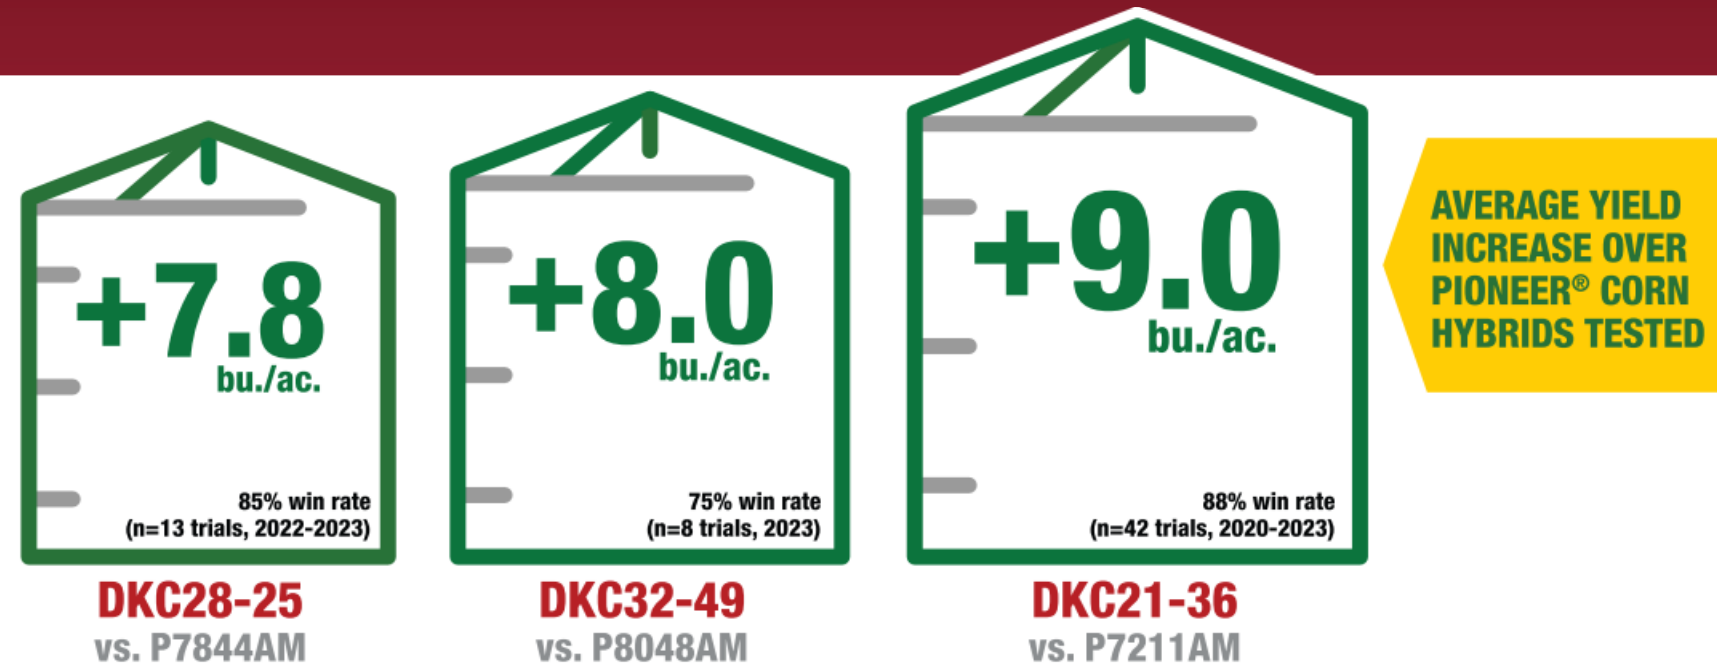 +7.8
bu./ac.
85% win rate
(n=13 trials, 2022-2023)
DKC28-25
vs. P7844AM
+8.0
bu./ac.
75% win rate
(n=8 trials, 2023)
DKC32-49
vs. P8048AM
+9.0
bu./ac.
88% win rate
(n=42 trials, 2020-2023)
DKC21-36
vs. P7211AM
AVERAGE YIELD
INCREASE OVER
PIONEER® CORN
HYBRIDS TESTED